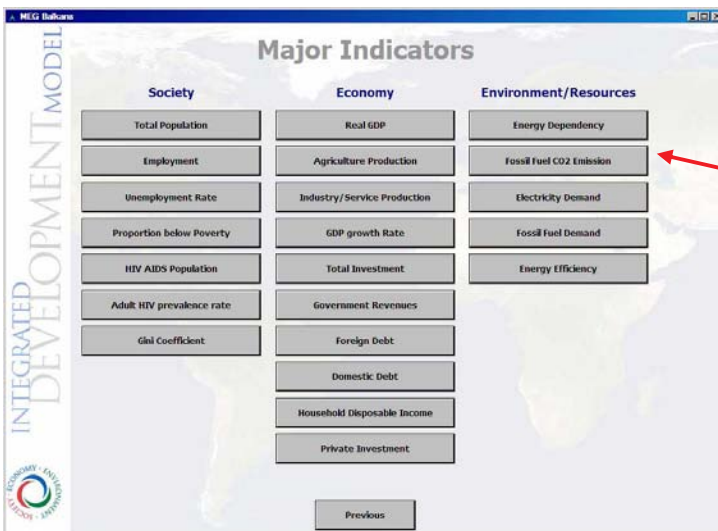 MEG Balkans
INTEGRATED
DEVELOPMENT MODEL
Major Indicators
Society
Total Population
Employment
Unemployment Rate
Proportion below Poverty
HIV AIDS Population
Adult HIV prevalence rate
Gini Coefficient
Economy
Real GDP
Agriculture Production
Industry/Service Production
GDP growth Rate
Total Investment
Government Revenues
Foreign Debt
Domestic Debt
Household Disposable Income
Private Investment
Environment/Resources
Energy Dependency
Fossil Fuel CO2 Emission
Electricity Demand
Fossil Fuel Demand
Energy Efficiency
SOCIETY · ECONOMY · ENVIRONMENT
Previous